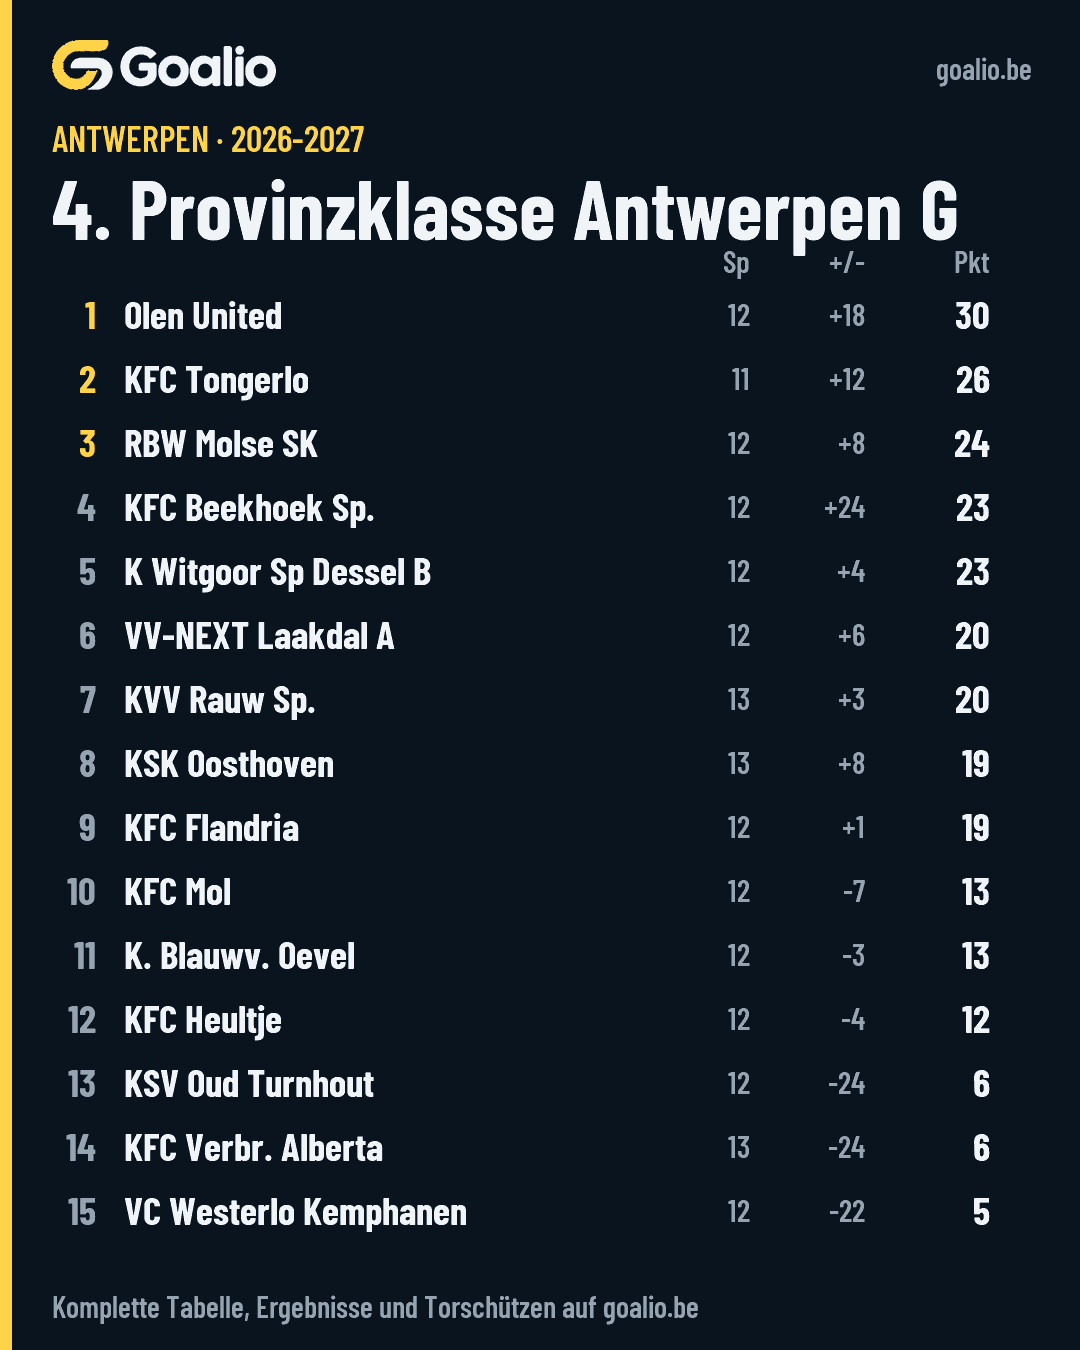 Goalio
goalio.be
ANTWERPEN · 2026-2027
4. Provinzklasse Antwerpen G
Sp +/- Pkt
1 Olen United 12 +18 30
2 KFC Tongerlo 11 +12 26
3 RBW Molse SK 12 +8 24
4 KFC Beekhoek Sp. 12 +24 23
5 K Witgoor Sp Dessel B 12 +4 23
6 VV-NEXT Laakdal A 12 +6 20
7 KVV Rauw Sp. 13 +3 20
8 KSK Oosthoven 13 +8 19
9 KFC Flandria 12 +1 19
10 KFC Mol 12 -7 13
11 K. Blauwv. Oevel 12 -3 13
12 KFC Heultje 12 -4 12
13 KSV Oud Turnhout 12 -24 6
14 KFC Verbr. Alberta 13 -24 6
15 VC Westerlo Kemphanen 12 -22 5
Komplette Tabelle, Ergebnisse und Torschützen auf goalio.be